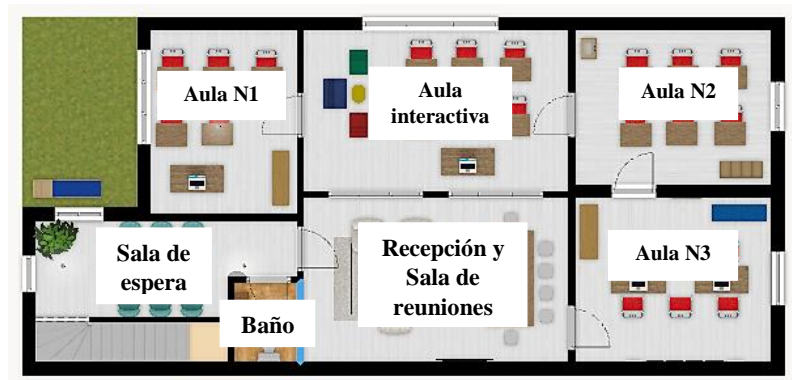 Aula N1
Aula
interactiva
Aula N2
Sala de
espera
Recepción y
Sala de
reuniones
Aula N3
Baño